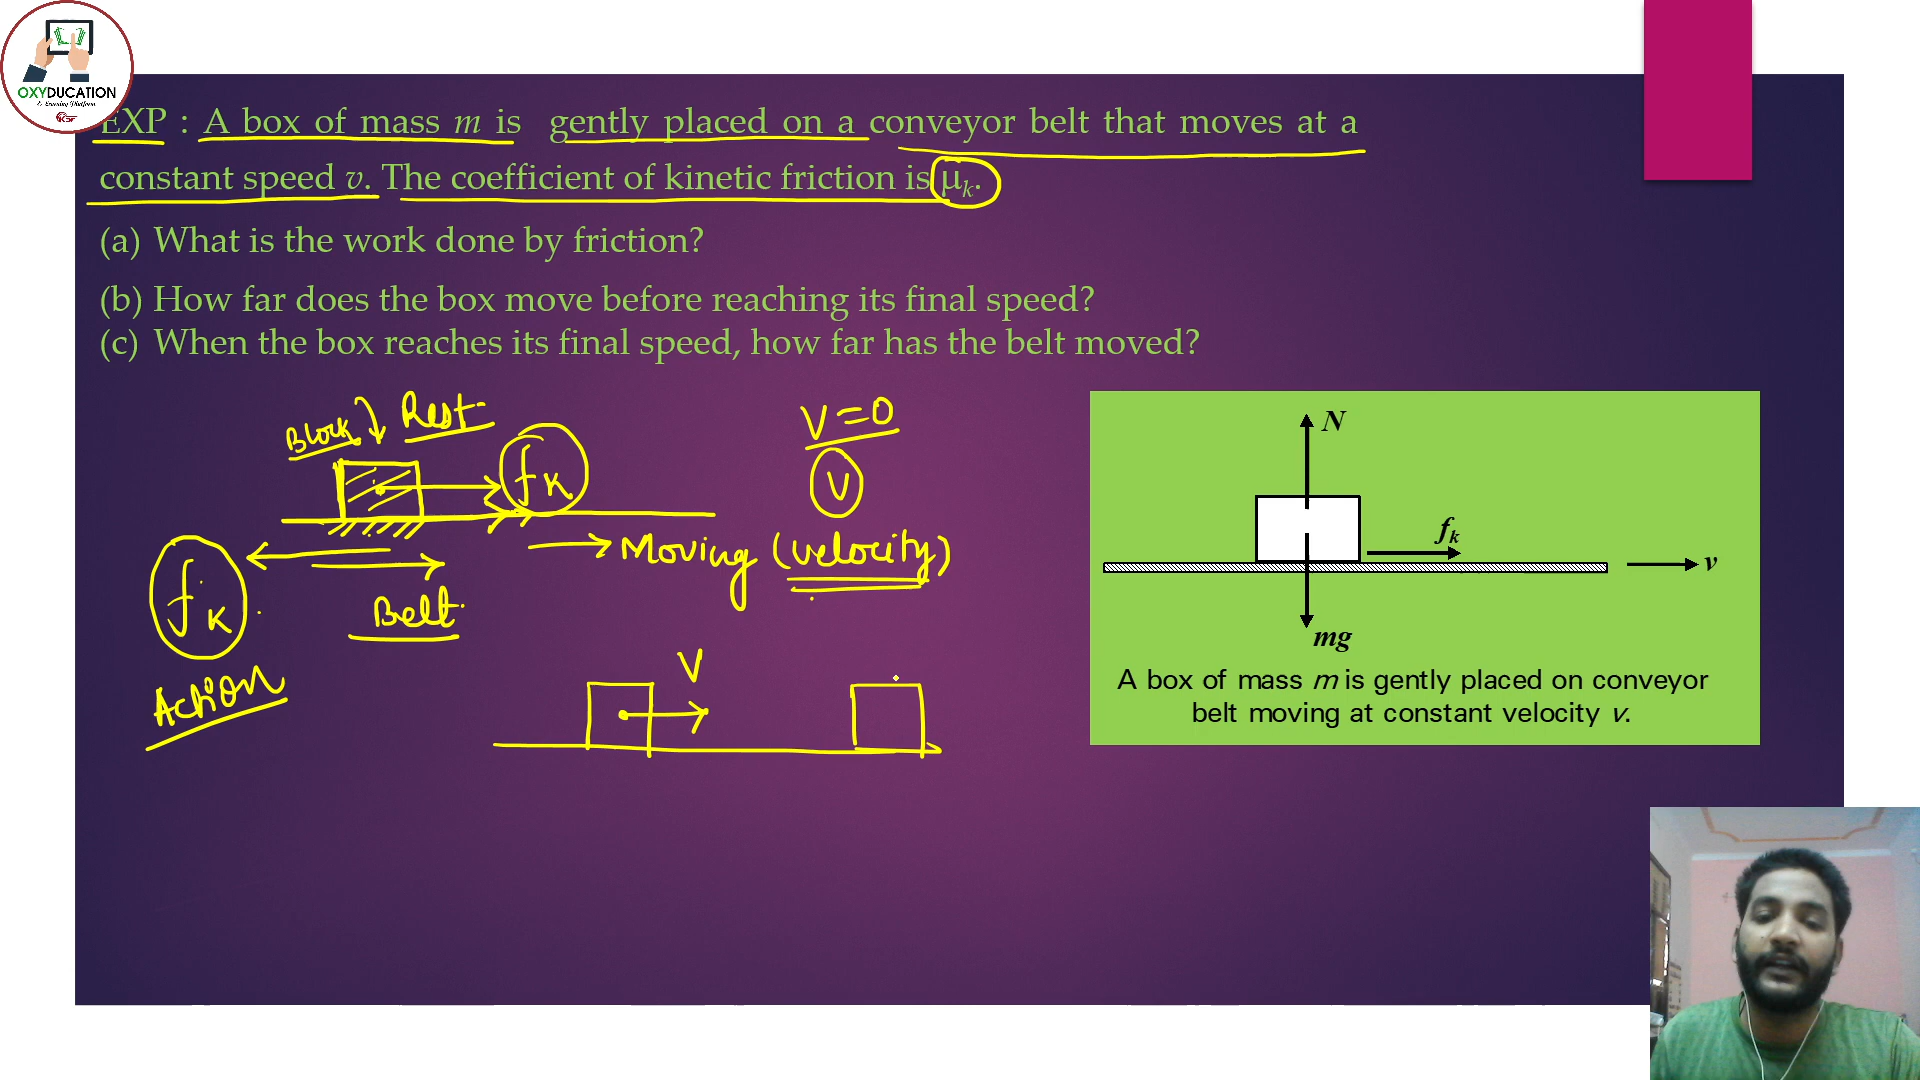 OXYDUCATION
A Learning Platform
EXP : A box of mass m is gently placed on a conveyor belt that moves at a
constant speed v. The coefficient of kinetic friction is μk.
(a) What is the work done by friction?
(b) How far does the box move before reaching its final speed?
(c) When the box reaches its final speed, how far has the belt moved?
Block Rest
fK
V=0
V
Moving (velocity)
fK
Belt
Action
V
N
fk
v
mg
A box of mass m is gently placed on conveyor
belt moving at constant velocity v.